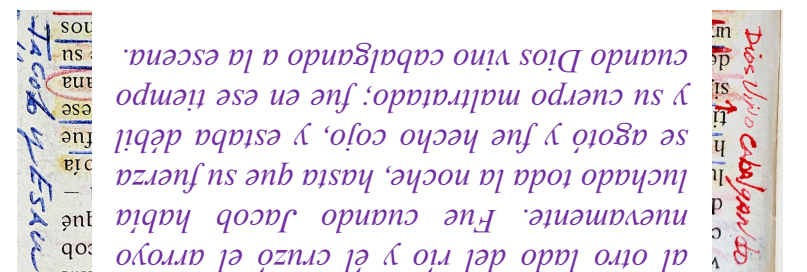 al otro lado del río y él cruzó el arroyo
nuevamente. Fue cuando Jacob había
luchado toda la noche, hasta que su fuerza
se agotó y fue hecho cojo, y estaba débil
y su cuerpo maltratado; fue en ese tiempo
cuando Dios vino cabalgando a la escena.
Jacob y Esau
Dios Vino Cabalgando